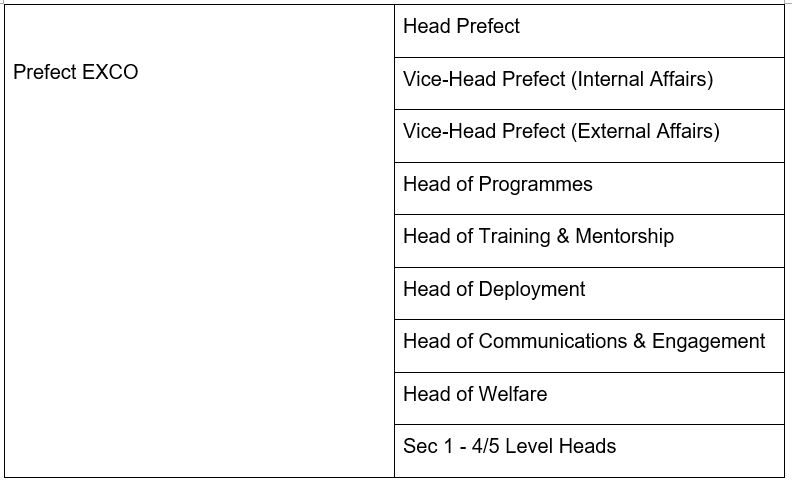 Prefect EXCO
Head Prefect
Vice-Head Prefect (Internal Affairs)
Vice-Head Prefect (External Affairs)
Head of Programmes
Head of Training & Mentorship
Head of Deployment
Head of Communications & Engagement
Head of Welfare
Sec 1 - 4/5 Level Heads